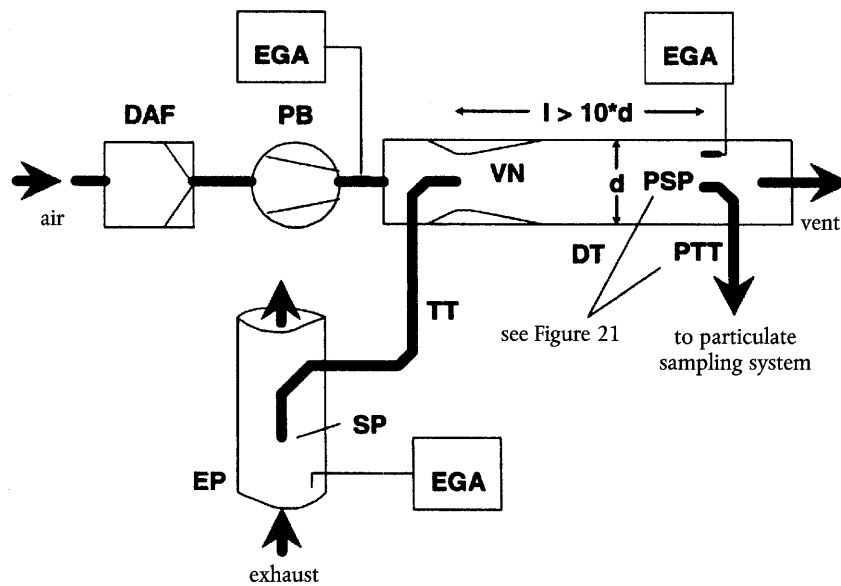 EGA
EGA
DAF
PB
l > 10*d
VN
d
PSP
air
vent
DT
PTT
TT
see Figure 21
to particulate
sampling system
SP
EP
EGA
exhaust